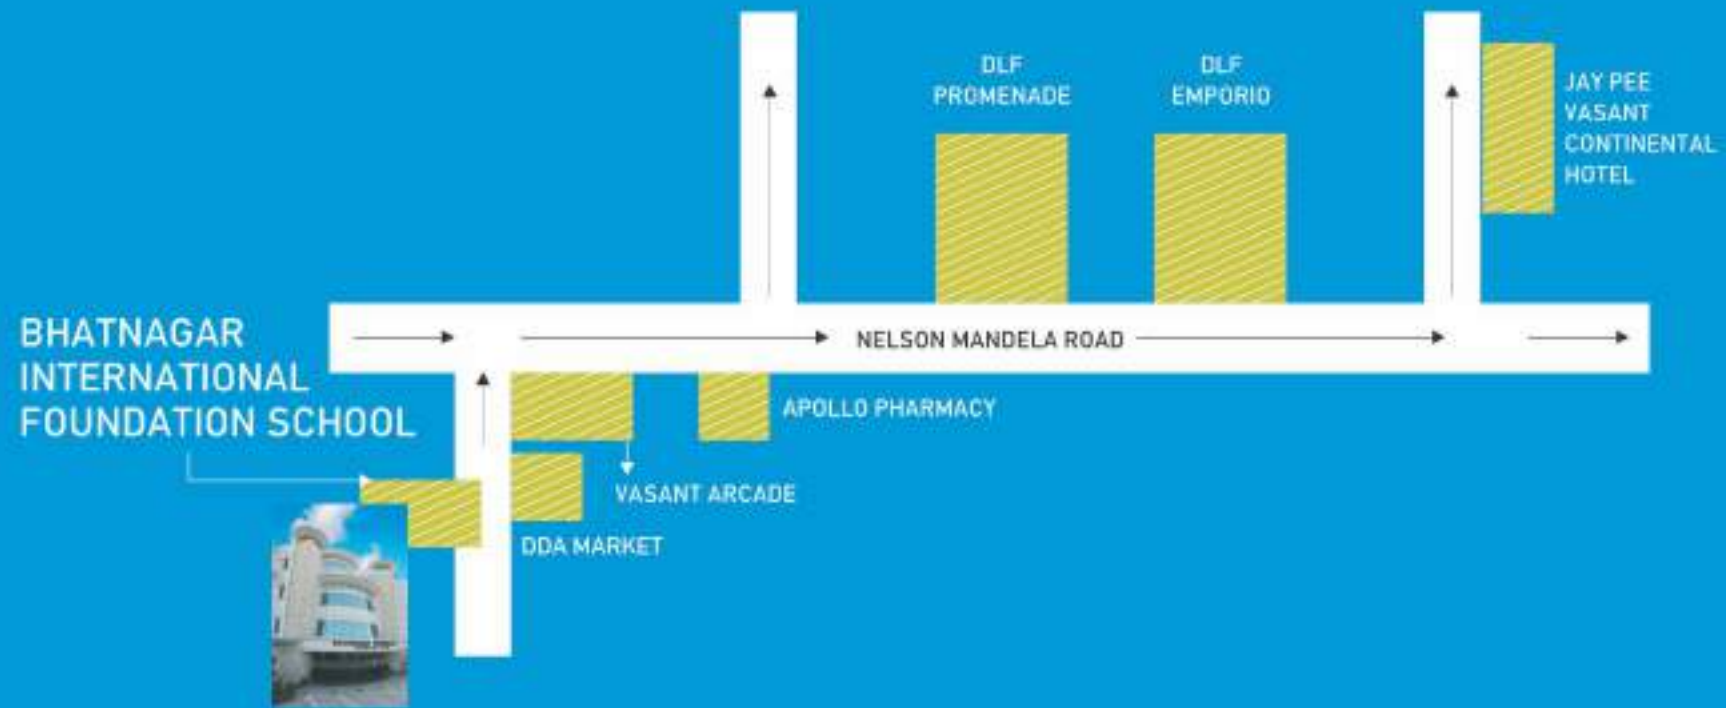 DLF
PROMENADE
DLF
EMPORIO
JAY PEE
VASANT
CONTINENTAL
HOTEL
BHATNAGAR
INTERNATIONAL
FOUNDATION SCHOOL
NELSON MANDELA ROAD
APOLLO PHARMACY
VASANT ARCADE
DDA MARKET